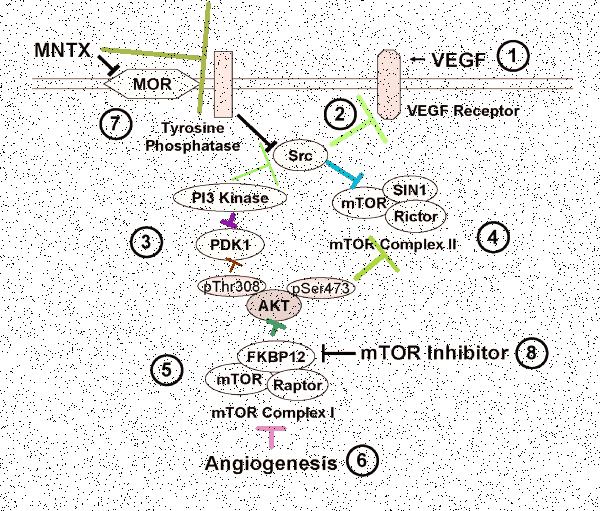 MNTX
← VEGF 1
MOR
VEGF Receptor
7
2
Tyrosine
Phosphatase
Src
PI3 Kinase
SIN1
mTOR
Rictor
3
PDK1
mTOR Complex II
4
pThr308
pSer473
AKT
FKBP12
mTOR Inhibitor 8
5
mTOR
Raptor
mTOR Complex I
Angiogenesis 6